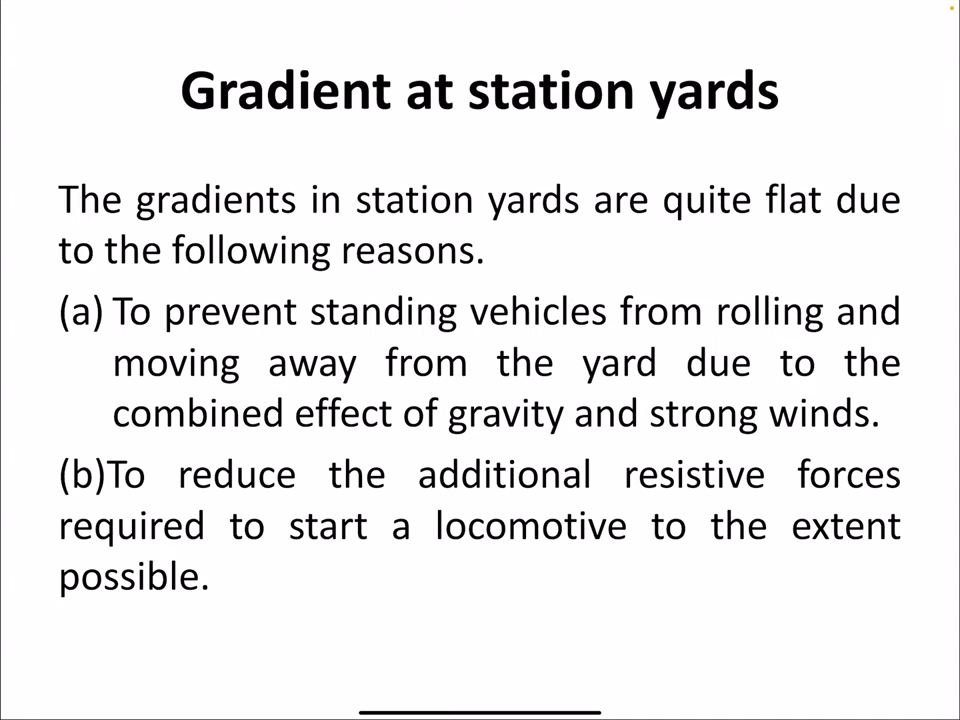 Gradient at station yards
The gradients in station yards are quite flat due
to the following reasons.
(a) To prevent standing vehicles from rolling and
moving away from the yard due to the
combined effect of gravity and strong winds.
(b)To reduce the additional resistive forces
required to start a locomotive to the extent
possible.